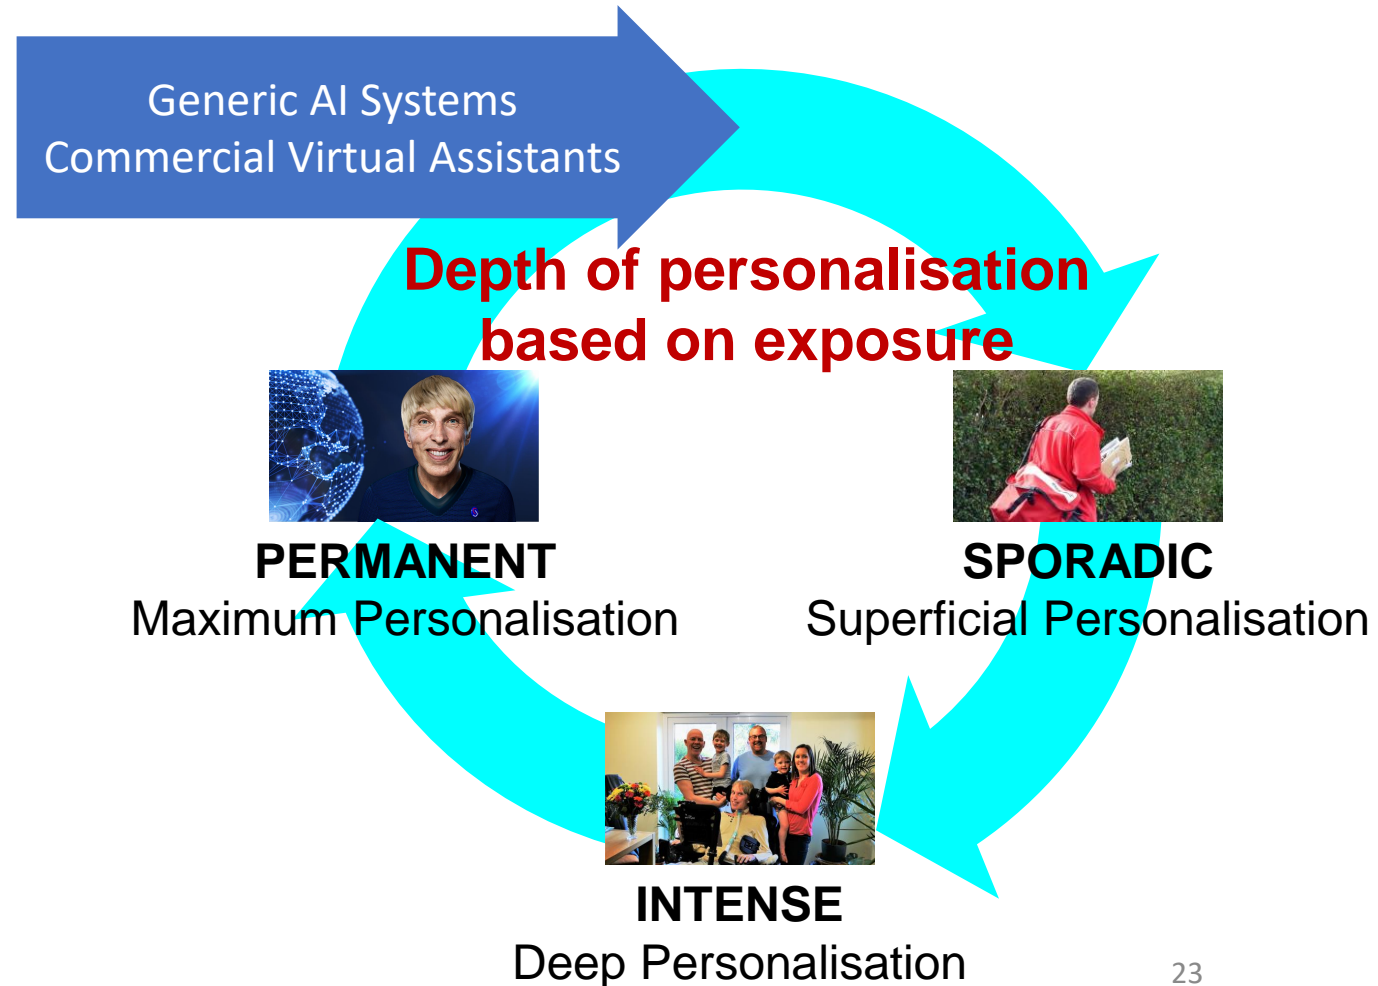 Generic AI Systems
Commercial Virtual Assistants
Depth of personalisation
based on exposure
PERMANENT
Maximum Personalisation
SPORADIC
Superficial Personalisation
INTENSE
Deep Personalisation
23